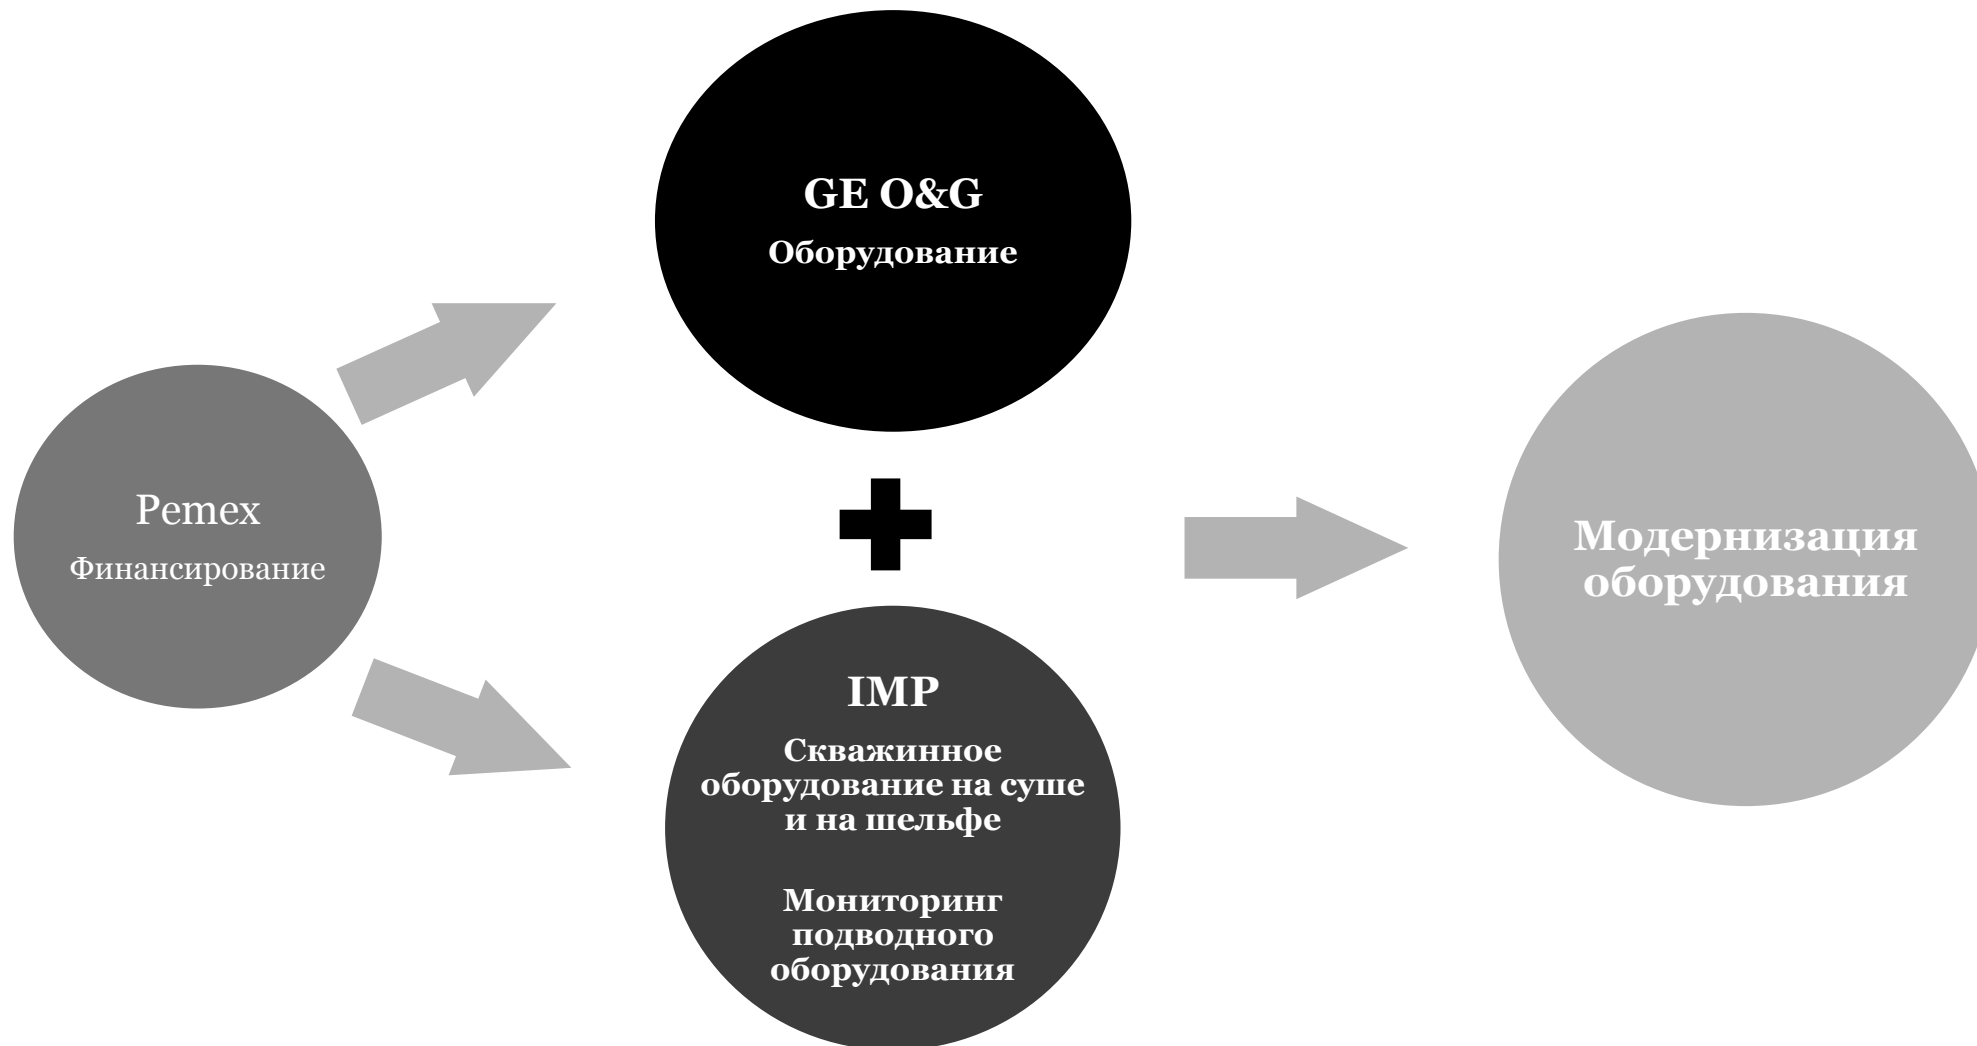 GE O&G
Оборудование
Pemex
Финансирование
Модернизация
оборудования
IMP
Скважинное
оборудование на суше
и на шельфе
Мониторинг
подводного
оборудования